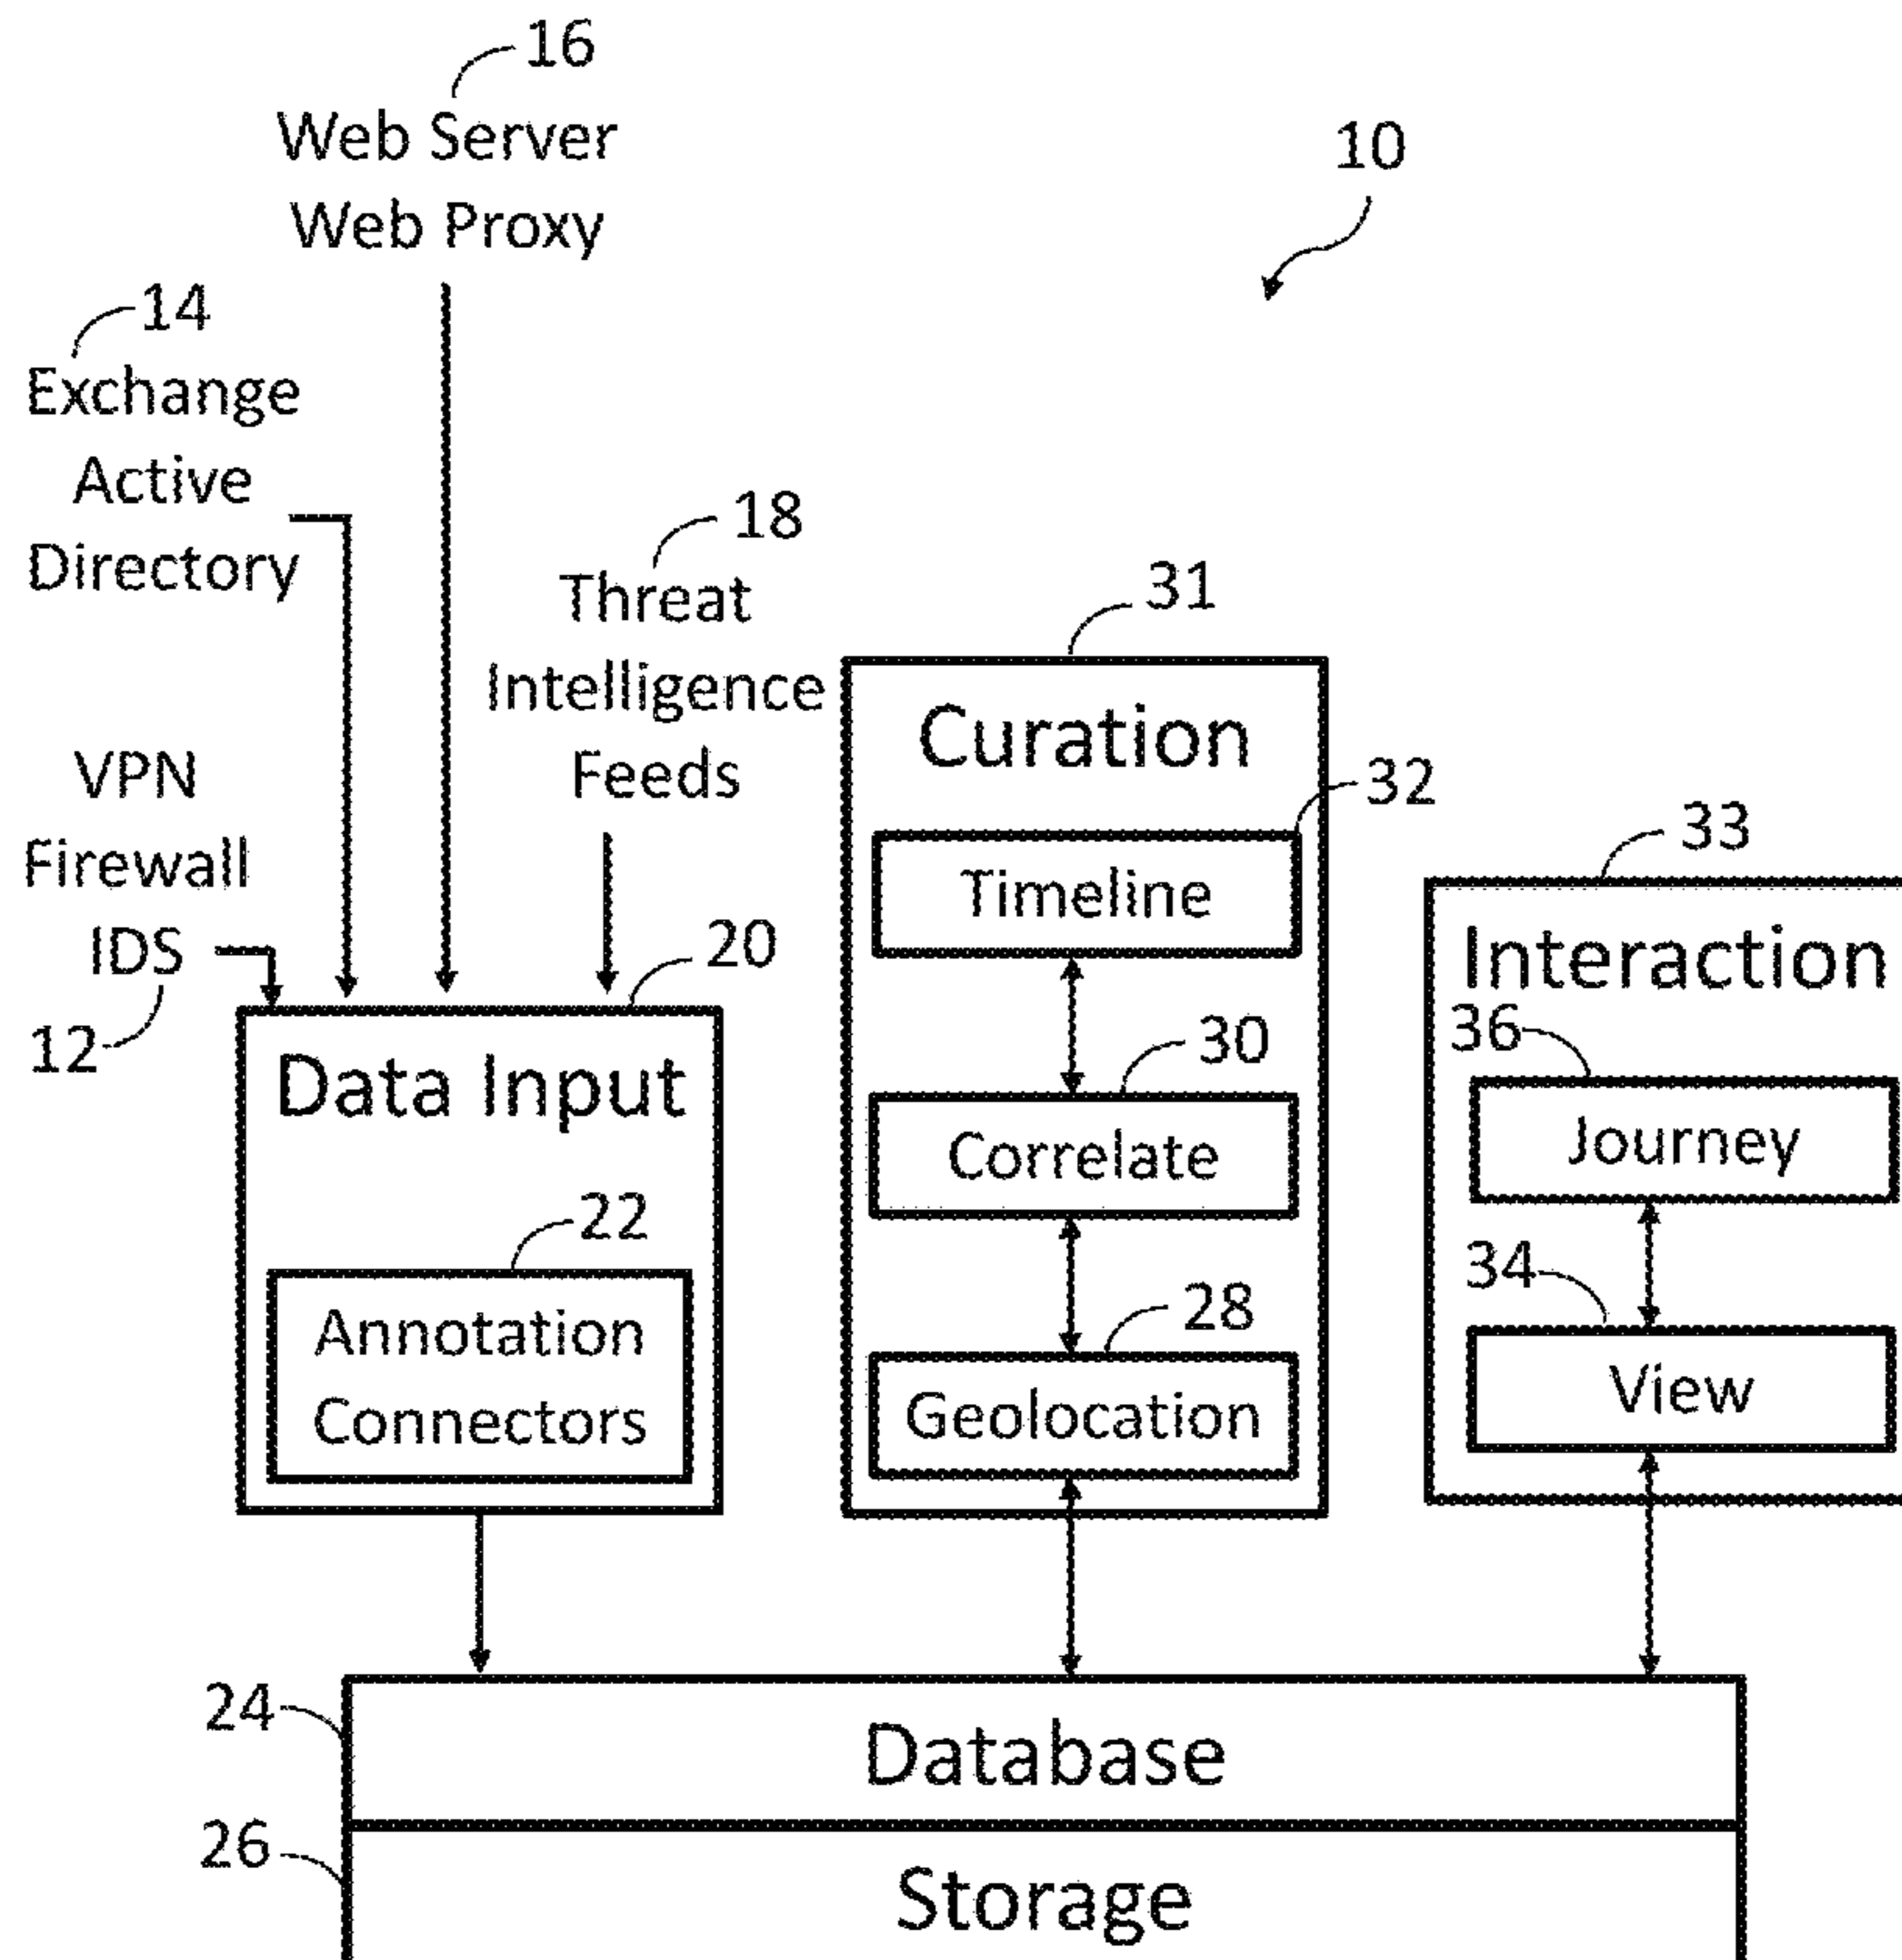 16
Web Server
Web Proxy
10
14
Exchange
Active
Directory
18
Threat
Intelligence
Feeds
VPN
Firewall
IDS
12
20
Data Input
22
Annotation
Connectors
31
Curation
32
Timeline
30
Correlate
28
Geolocation
33
Interaction
36
Journey
34
View
24
Database
26
Storage